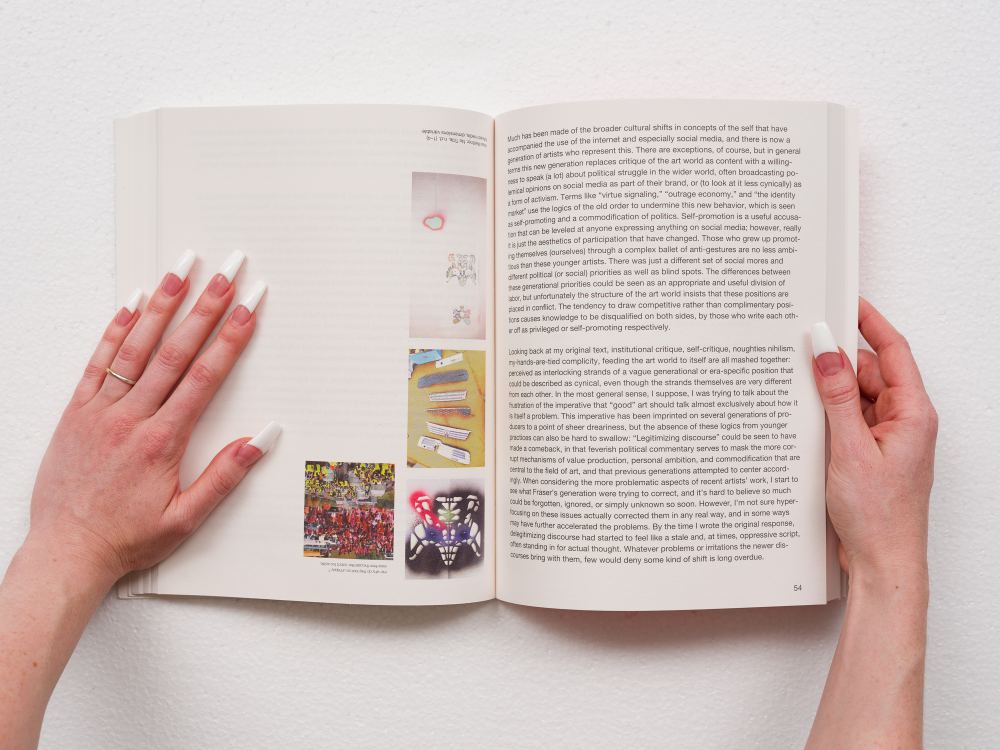 Much has been made of the broader cultural shifts in concepts of the self that have
accompanied the use of the internet and especially social media, and there is now a
generation of artists who represent this. There are exceptions, of course, but in general
terms this new generation replaces critique of the art world as content with a willing-
ness to speak (a lot) about political struggle in the wider world, often broadcasting po-
lemical opinions on social media as part of their brand, or (to look at it less cynically) as
a form of activism. Terms like “virtue signaling,” “outrage economy,” and “the identity
market” use the logics of the old order to undermine this new behavior, which is seen
as self-promoting and a commodification of politics. Self-promotion is a useful accusa-
tion that can be leveled at anyone expressing anything on social media; however, really
it is just the aesthetics of participation that have changed. Those who grew up promot-
ing themselves (ourselves) through a complex ballet of anti-gestures are no less ambi-
tious than these younger artists. There was just a different set of social mores and
different political (or social) priorities as well as blind spots. The differences between
these generational priorities could be seen as an appropriate and useful division of
labor, but unfortunately the structure of the art world insists that these positions are
placed in conflict. The tendency to draw competitive rather than complimentary posi-
tions causes knowledge to be disqualified on both sides, by those who write each oth-
er off as privileged or self-promoting respectively.
Looking back at my original text, institutional critique, self-critique, noughties nihilism,
my-hands-are-tied complicity, feeding the art world to itself are all mashed together:
perceived as interlocking strands of a vague generational or era-specific position that
could be described as cynical, even though the strands themselves are very different
from each other. In the most general sense, I suppose, I was trying to talk about the
frustration of the imperative that “good” art should talk almost exclusively about how it
is itself a problem. This imperative has been imprinted on several generations of pro-
ducers to a point of sheer dreariness, but the absence of these logics from younger
practices can also be hard to swallow: “Legitimizing discourse” could be seen to have
made a comeback, in that feverish political commentary serves to mask the more cor-
rupt mechanisms of value production, personal ambition, and commodification that are
central to the field of art, and that previous generations attempted to center accord-
ingly. When considering the more problematic aspects of recent artists’ work, I start to
see what Fraser’s generation were trying to correct, and it’s hard to believe so much
could be forgotten, ignored, or simply unknown so soon. However, I’m not sure hyper-
focusing on these issues actually corrected them in any real way, and in some ways
may have further accelerated the problems. By the time I wrote the original response,
delegitimizing discourse had started to feel like a stale and, at times, oppressive script,
often standing in for actual thought. Whatever problems or irritations the newer dis-
courses bring with them, few would deny some kind of shift is long overdue.
54